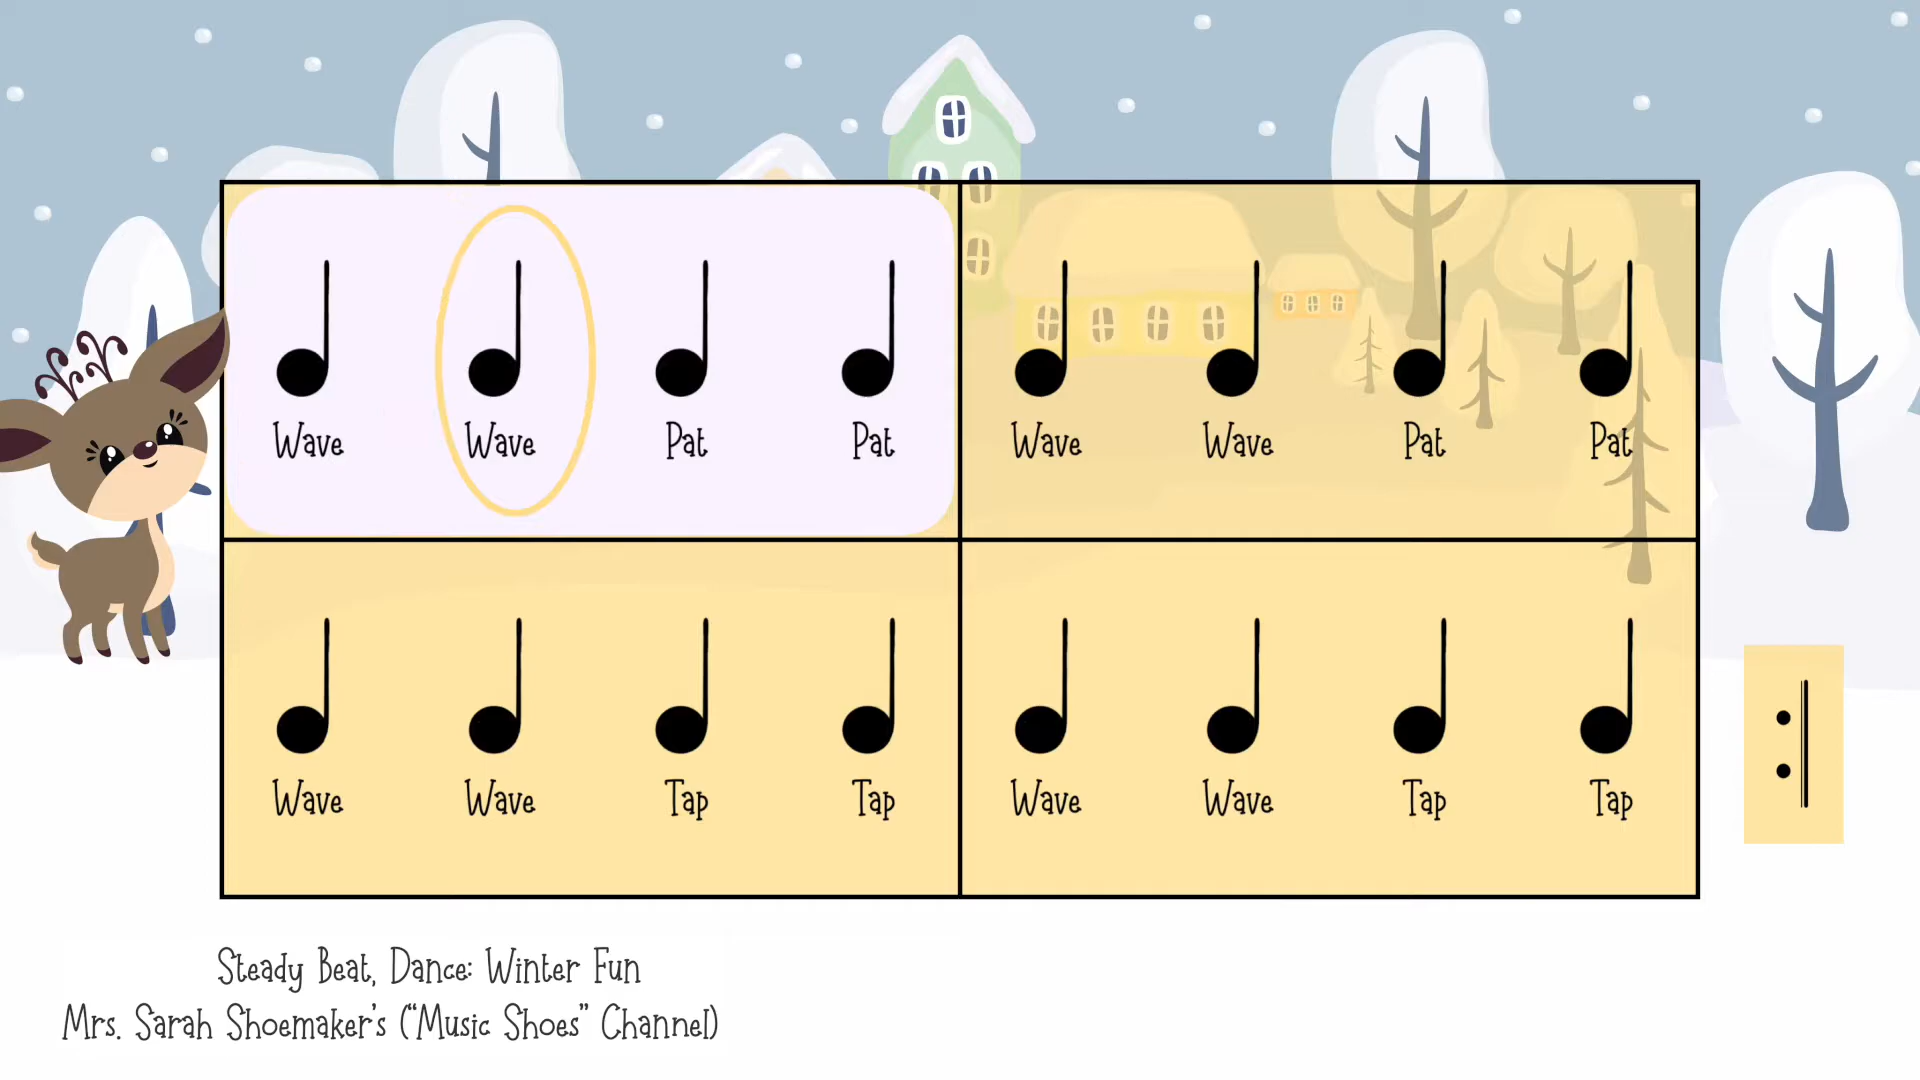 Wave Wave Pat Pat Wave Wave Pat Pat
Wave Wave Tap Tap Wave Wave Tap Tap
Steady Beat, Dance: Winter Fun
Mrs. Sarah Shoemaker's ("Music Shoes" Channel)